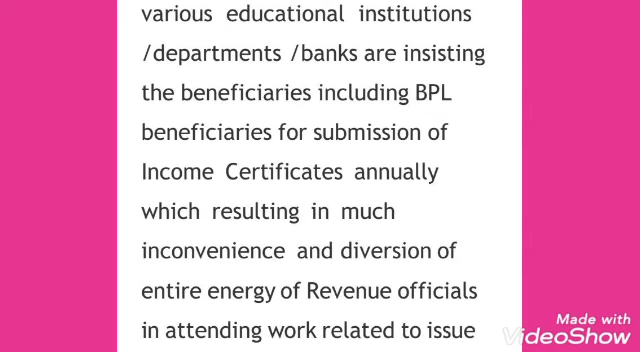 various educational institutions
/departments /banks are insisting
the beneficiaries including BPL
beneficiaries for submission of
Income Certificates annually
which resulting in much
inconvenience and diversion of
entire energy of Revenue officials
in attending work related to issue
Made with
VideoShow